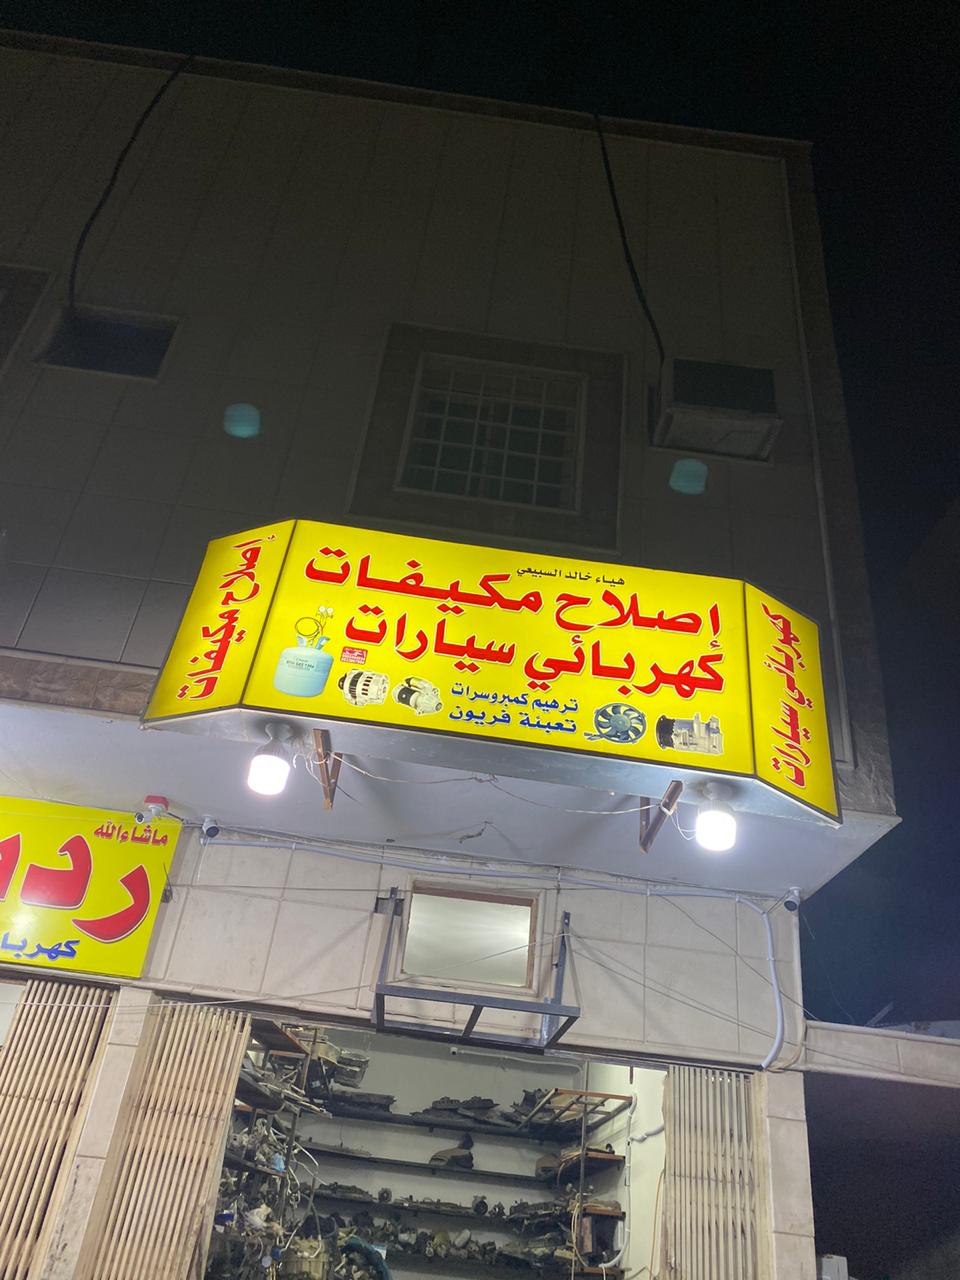 هياء خالد السبيعي
إصلاح مكيفات
كهربائي سيارات
ترهيم كمبروسرات
تعبئة فريون
إصلاح مكيفات
كهربائي سيارات
ماشاءالله